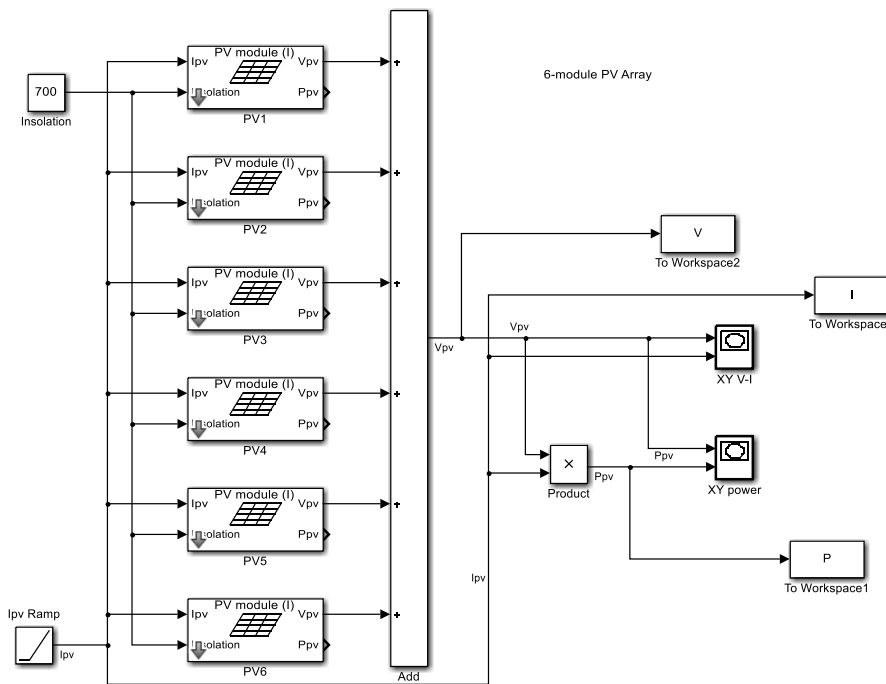 6-module PV Array
700
Insolation
PV module (I)
Ipv
Vpv
Insolation
Ppv
PV1
PV module (I)
Ipv
Vpv
Insolation
Ppv
PV2
PV module (I)
Ipv
Vpv
Insolation
Ppv
PV3
PV module (I)
Ipv
Vpv
Insolation
Ppv
PV4
PV module (I)
Ipv
Vpv
Insolation
Ppv
PV5
PV module (I)
Ipv
Vpv
Insolation
Ppv
PV6
Ipv Ramp
Ipv
+
+
+
+
+
+
Add
Vpv
Vpv
V
To Workspace2
I
To Workspace
XY V-I
×
Product
Ppv
Ppv
XY power
Ipv
P
To Workspace1